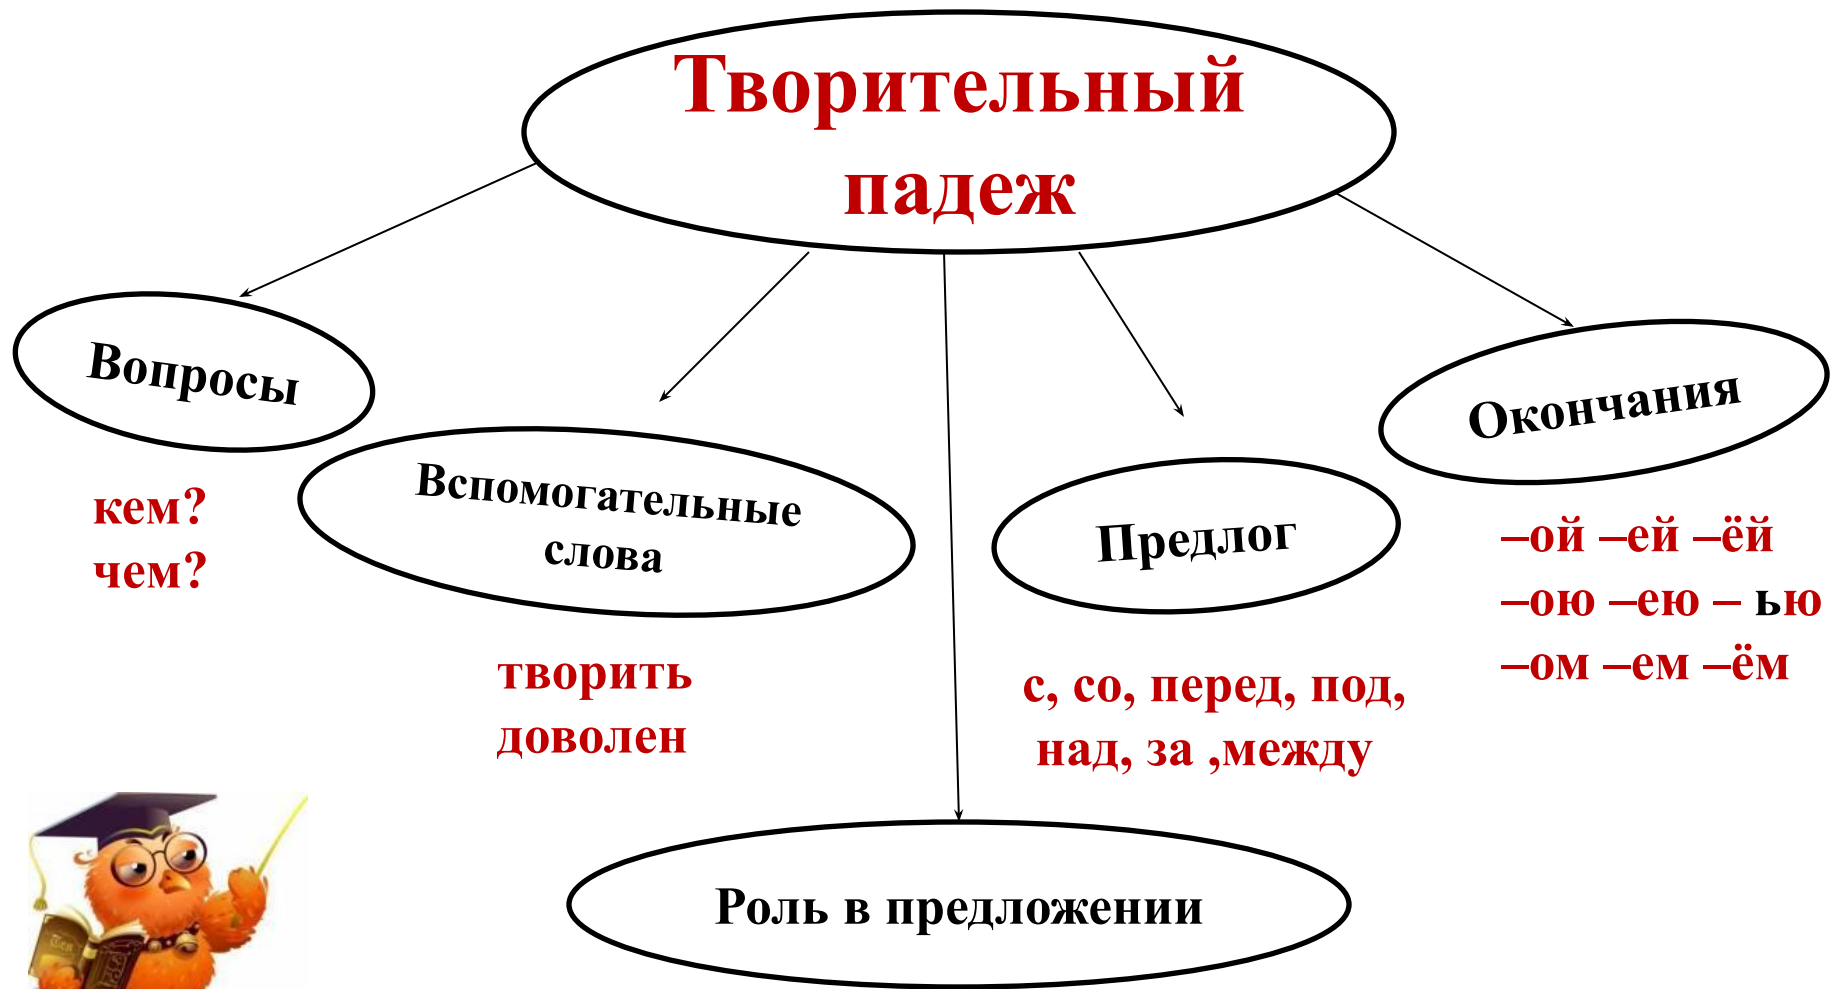 Творительный
падеж
Вопросы
кем?
чем?
Вспомогательные
слова
творить
доволен
Предлог
с, со, перед, под,
над, за ,между
Окончания
–ой –ей –ёй
–ою –ею – ью
–ом –ем –ём
Роль в предложении